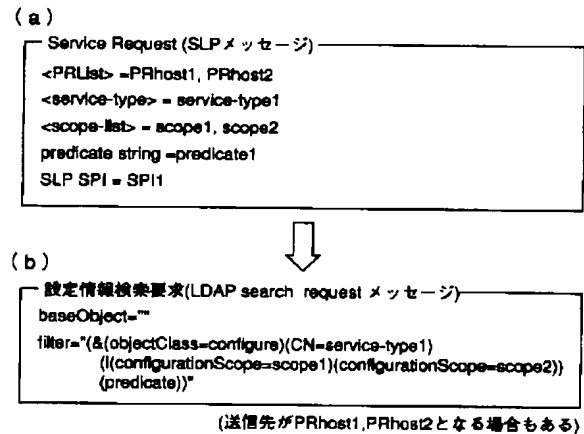 (a)
Service Request (SLPメッセージ)
<PRList> =PRhost1, PRhost2
<service-type> = service-type1
<scope-list> = scope1, scope2
predicate string =predicate1
SLP SPI = SPI1
(b)
設定情報検索要求(LDAP search request メッセージ)
baseObject=""
filter="(&(objectClass=configure)(CN=service-type1)
(|(configurationScope=scope1)(configurationScope=scope2))
(predicate))"
(送信先がPRhost1,PRhost2となる場合もある)